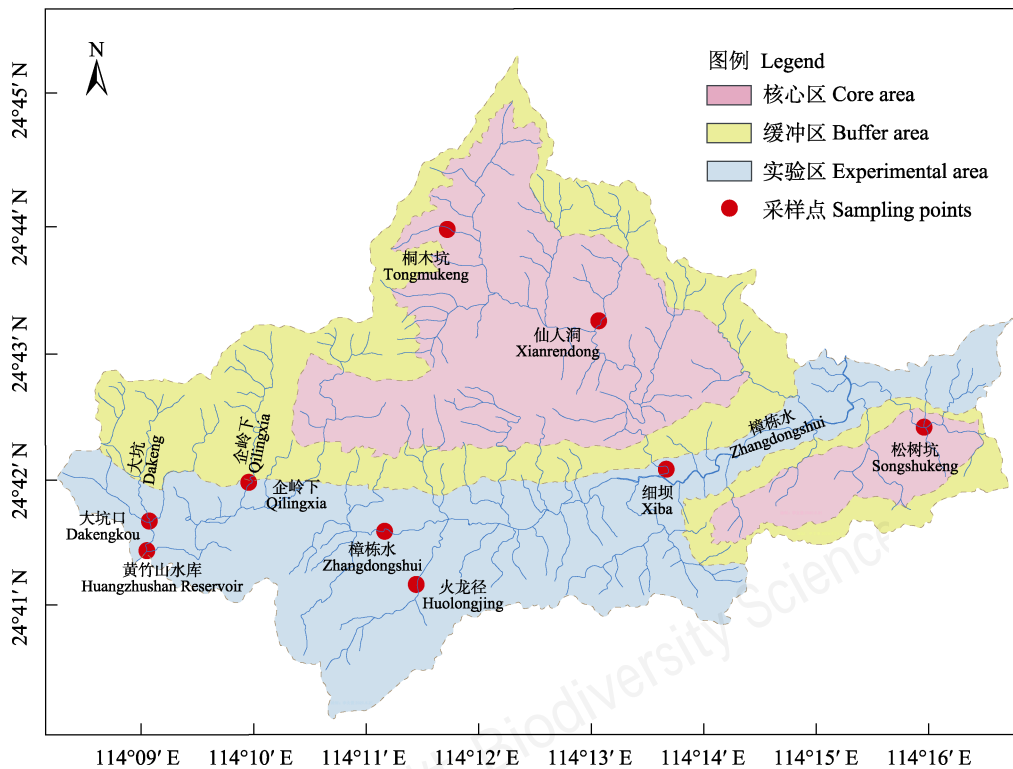 N
图例 Legend
核心区 Core area
缓冲区 Buffer area
实验区 Experimental area
采样点 Sampling points
24°45′ N
24°44′ N
24°43′ N
24°42′ N
24°41′ N
桐木坑
Tongmukeng
仙人洞
Xianrendong
樟栋水
Zhangdongshui
松树坑
Songshukeng
大坑
Dakeng
企岭下
Qilingxia
企岭下
Qilingxia
细坝
Xiba
大坑口
Dakengkou
樟栋水
Zhangdongshui
黄竹山水库
Huangzhushan Reservoir
火龙径
Huolongjing
Biodiversity Science
114°09′ E
114°10′ E
114°11′ E
114°12′ E
114°13′ E
114°14′ E
114°15′ E
114°16′ E